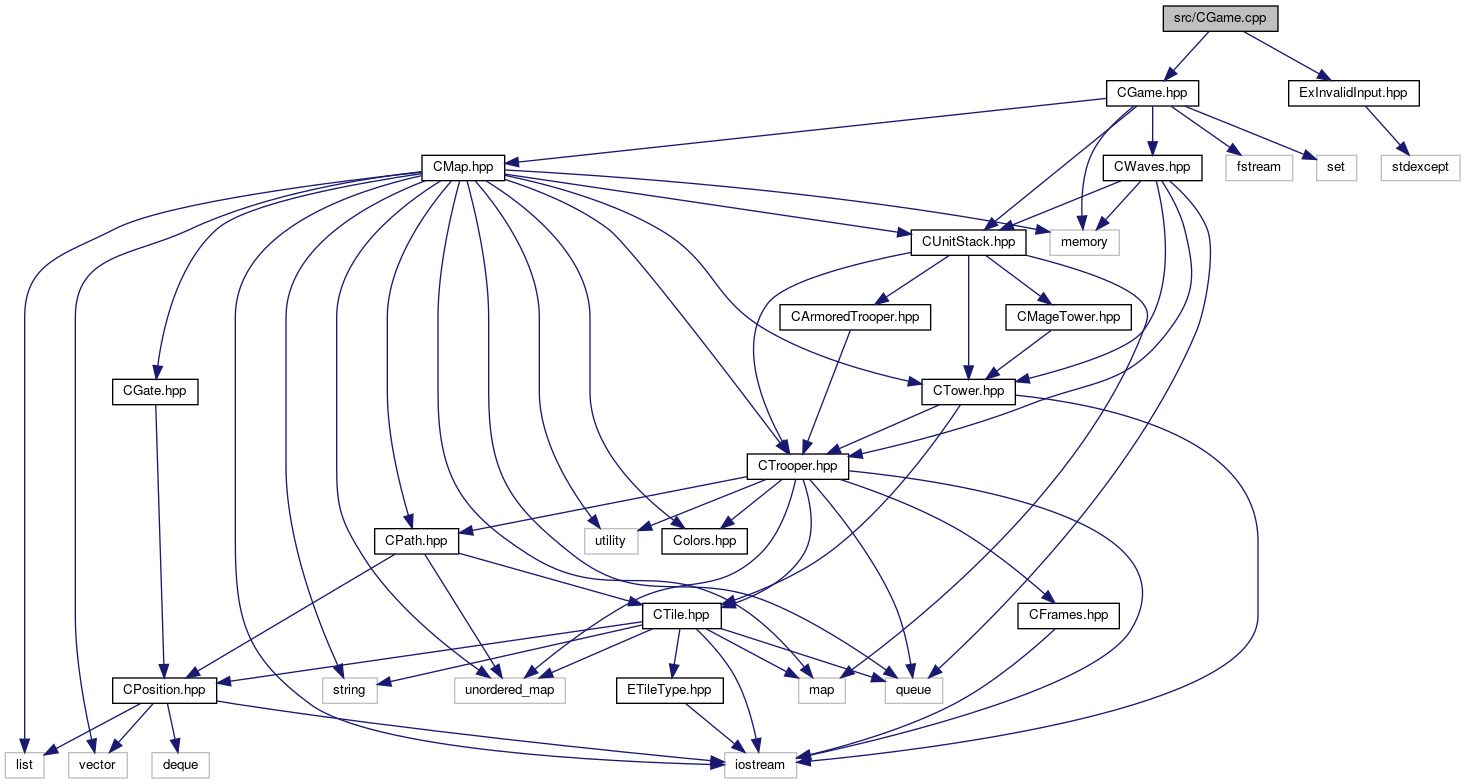 src/CGame.cpp
CGame.hpp
ExInvalidInput.hpp
CMap.hpp
CWaves.hpp
fstream
set
stdexcept
CUnitStack.hpp
memory
CArmoredTrooper.hpp
CMageTower.hpp
CGate.hpp
CTower.hpp
CTrooper.hpp
CPath.hpp
utility
Colors.hpp
CTile.hpp
CFrames.hpp
CPosition.hpp
string
unordered_map
ETileType.hpp
map
queue
list
vector
deque
iostream